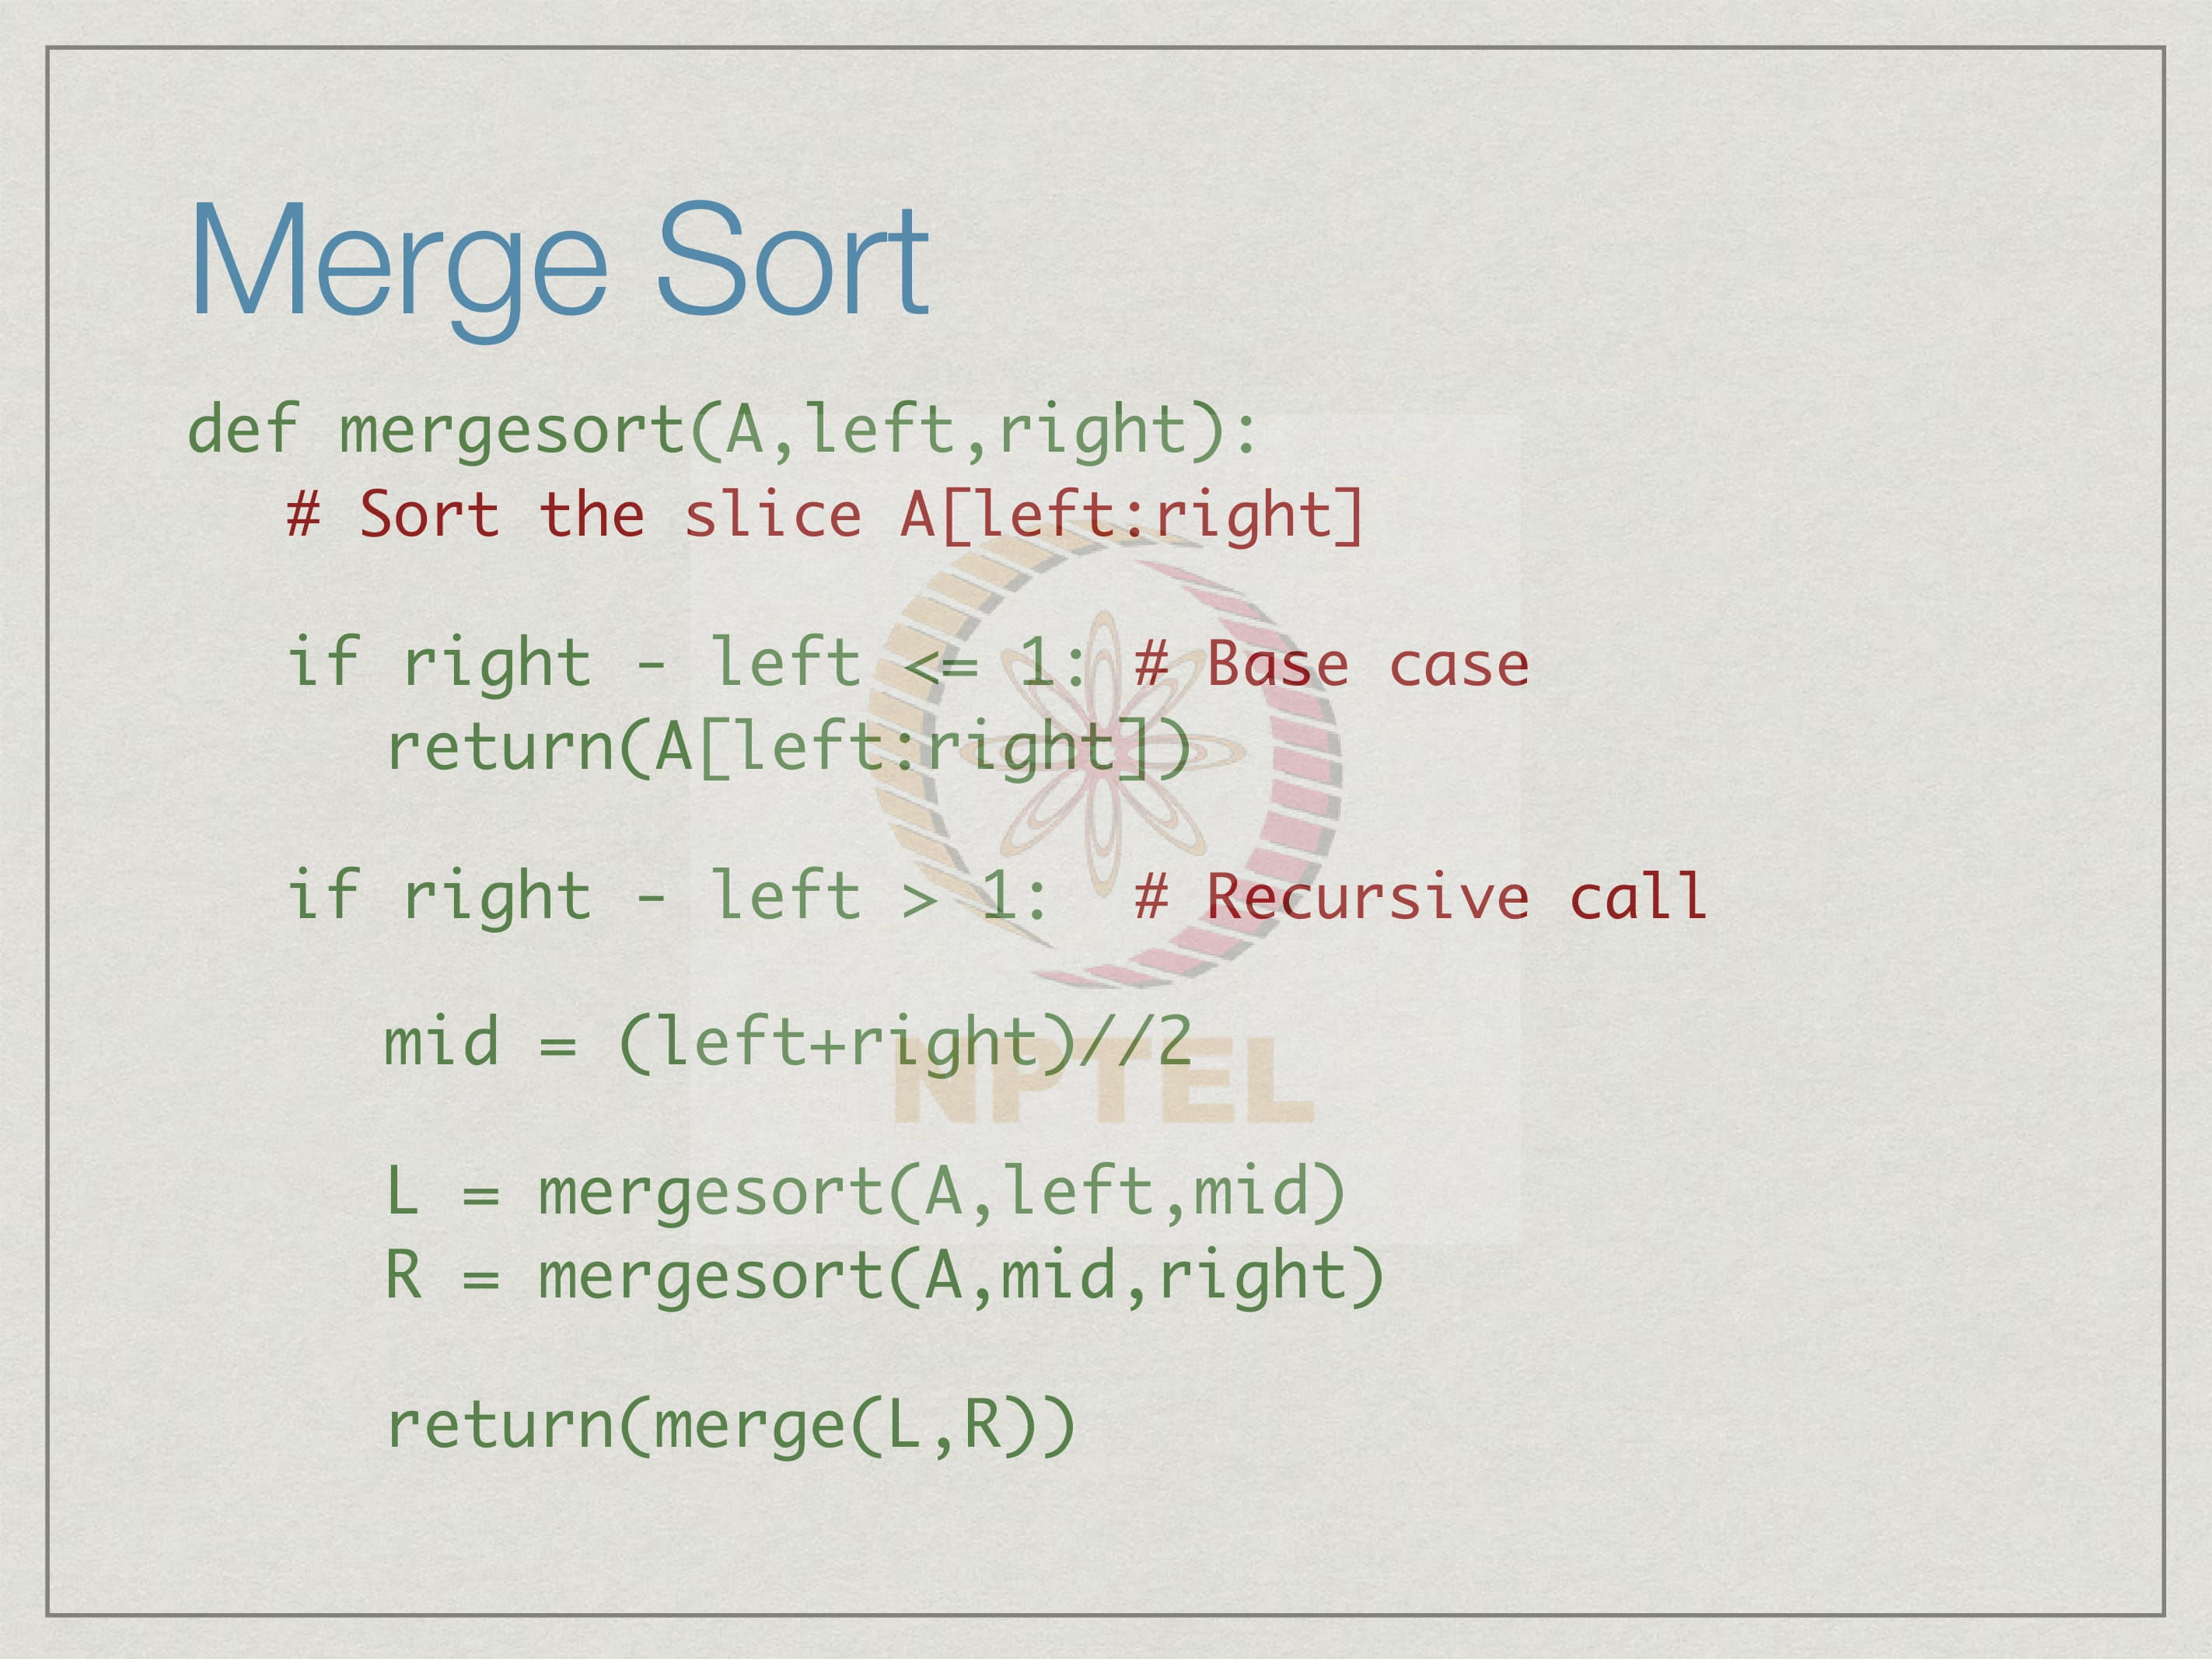 Merge Sort
def mergesort(A,left,right):
# Sort the slice A[left:right]
if right - left <= 1: # Base case
return(A[left:right])
if right - left > 1: # Recursive call
mid = (left+right)//2
NPTEL
L = mergesort(A,left,mid)
R = mergesort(A,mid,right)
return(merge(L,R))